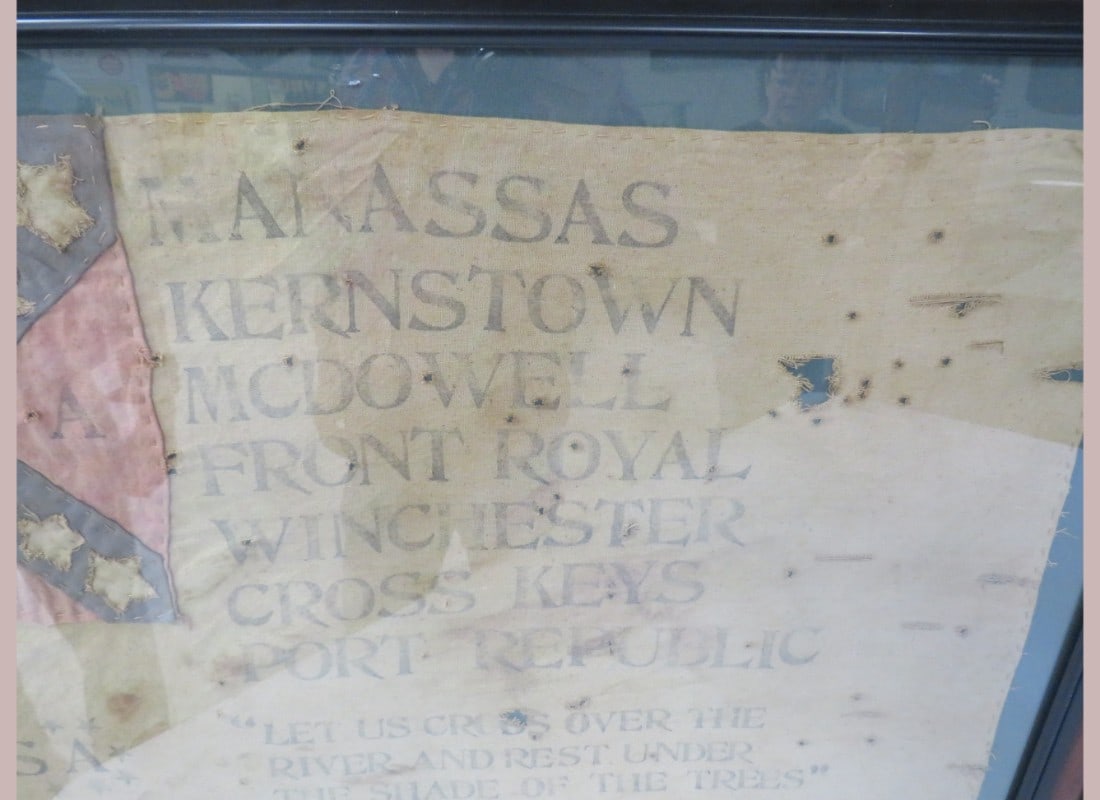 MANASSAS
KERNSTOWN
A MCDOWELL
FRONT ROYAL
WINCHESTER
CROSS KEYS
PORT REPUBLIC
"LET US CROSS OVER THE
RIVER AND REST UNDER
THE SHADE OF THE TREES"
S A